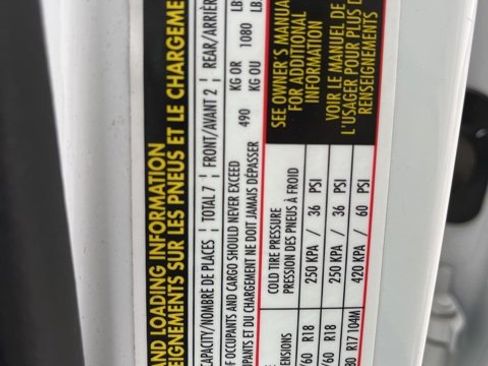 AND LOADING INFORMATION
SEIGNEMENTS SUR LES PNEUS ET LE CHARGEME
CAPACITY/NOMBRE DE PLACES TOTAL 7 FRONT/AVANT 2 REAR/ARRIÈR
OF OCCUPANTS AND CARGO SHOULD NEVER EXCEED 490 KG OR 1080 LB
UPANTS ET DU CHARGEMENT NE DOIT JAMAIS DÉPASSER KG OU LB.
ENSIONS COLD TIRE PRESSURE
PRESSION DES PNEUS À FROID
/60 R18 250 KPA / 36 PSI
/60 R18 250 KPA / 36 PSI
80 R17 104M 420 KPA / 60 PSI
SEE OWNER'S MANUA
FOR ADDITIONAL
INFORMATION
VOIR LE MANUEL DE
L'USAGER POUR PLUS D
RENSEIGNEMENTS